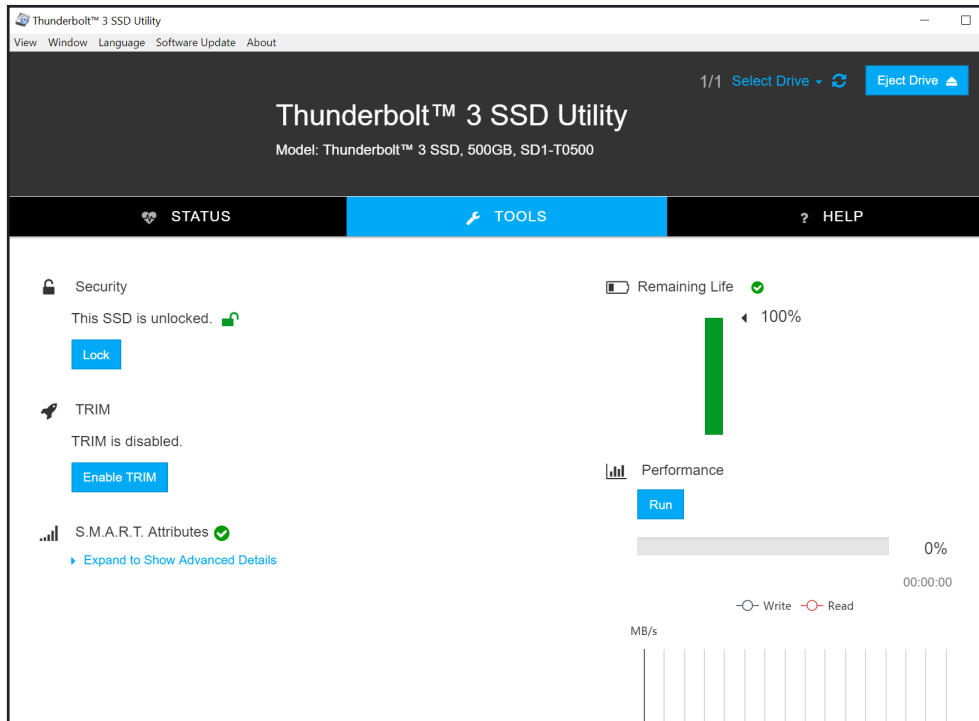 Thunderbolt™ 3 SSD Utility
View Window Language Software Update About
1/1 Select Drive Eject Drive
Thunderbolt™ 3 SSD Utility
Model: Thunderbolt™ 3 SSD, 500GB, SD1-T0500
STATUS
TOOLS
? HELP
Security
This SSD is unlocked.
Lock
TRIM
TRIM is disabled.
Enable TRIM
S.M.A.R.T. Attributes
Expand to Show Advanced Details
Remaining Life
100%
Performance
Run
0%
00:00:00
Write Read
MB/s